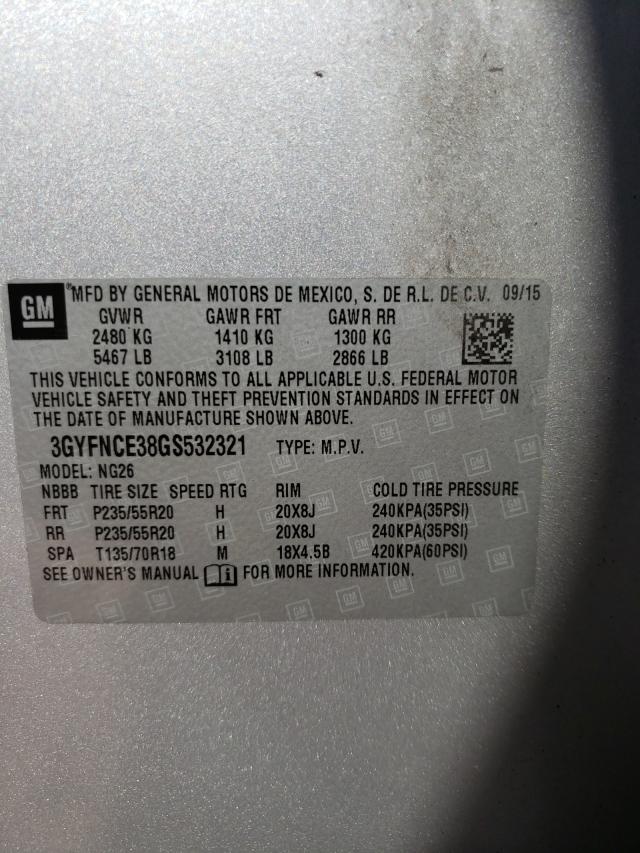 GM ®MFD BY GENERAL MOTORS DE MEXICO, S. DE R.L. DE C.V. 09/15
GVWR GAWR FRT GAWR RR
2480 KG 1410 KG 1300 KG
5467 LB 3108 LB 2866 LB
THIS VEHICLE CONFORMS TO ALL APPLICABLE U.S. FEDERAL MOTOR
VEHICLE SAFETY AND THEFT PREVENTION STANDARDS IN EFFECT ON
THE DATE OF MANUFACTURE SHOWN ABOVE.
3GYFNCE38GS532321 TYPE: M.P.V.
MODEL: NG26
NBBB TIRE SIZE SPEED RTG RIM COLD TIRE PRESSURE
FRT P235/55R20 H 20X8J 240KPA(35PSI)
RR P235/55R20 H 20X8J 240KPA(35PSI)
SPA T135/70R18 M 18X4.5B 420KPA(60PSI)
SEE OWNER'S MANUAL FOR MORE INFORMATION.